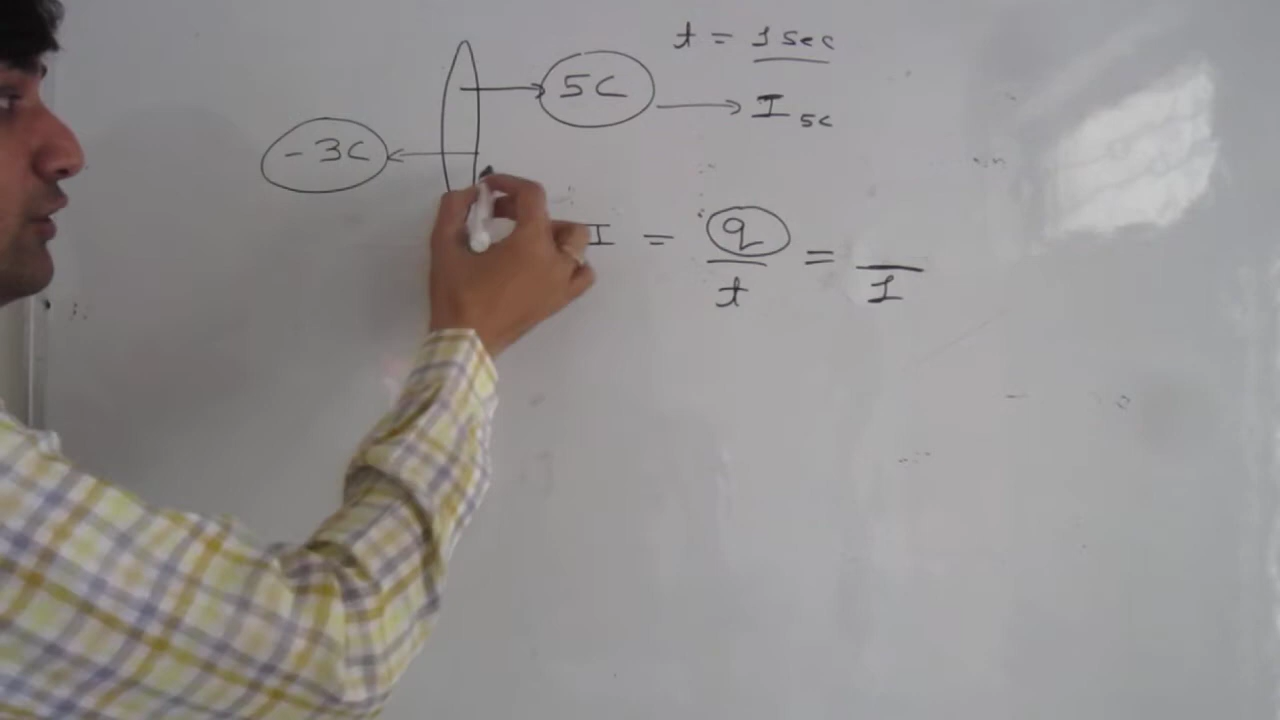 t = 1 sec
5C
I 5C
-3C
I = q/t = /1